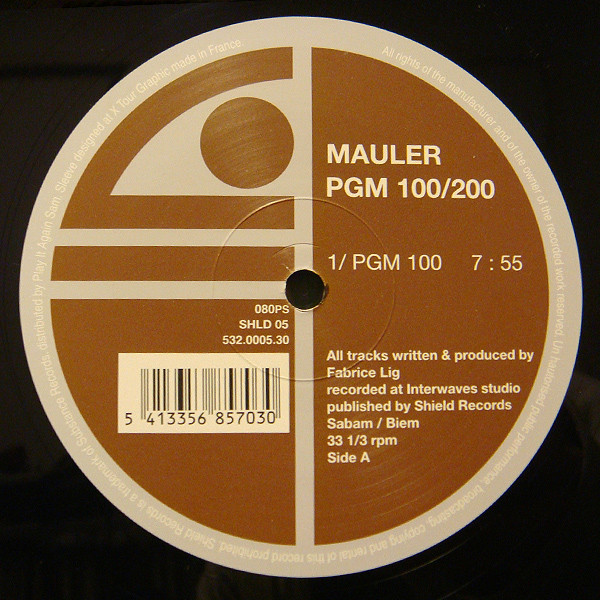 MAULER
PGM 100/200
1/ PGM 100 7 : 55
080PS
SHLD 05
532.0005.30
5 413356 857030
All tracks written & produced by
Fabrice Lig
recorded at Interwaves studio
published by Shield Records
Sabam / Biem
33 1/3 rpm
Side A
All rights of the manufacturer and of the owner of the recorded work reserved. Un hautorised public performance, broadcasting, copying and rental of this record prohibited. Shield Records is a trademark of Substance Records, distributed by Play It Again Sam. Sleeve designed at X Tour Graphic made in France